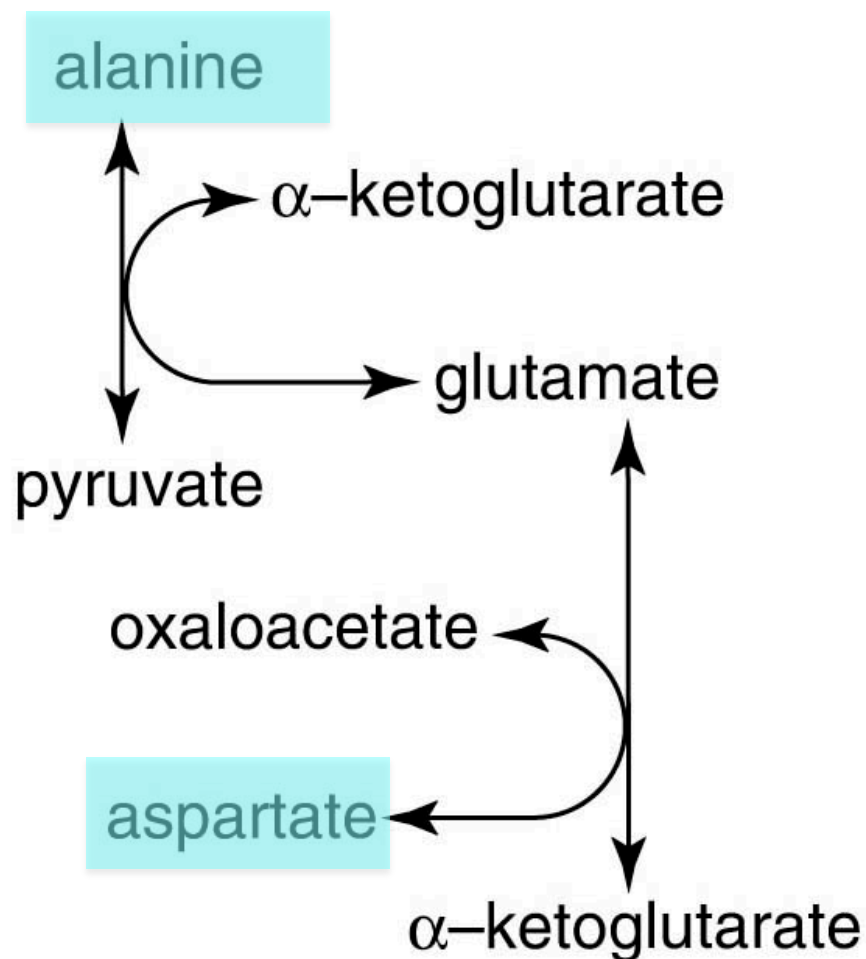 alanine
α–ketoglutarate
glutamate
pyruvate
oxaloacetate
aspartate
α–ketoglutarate